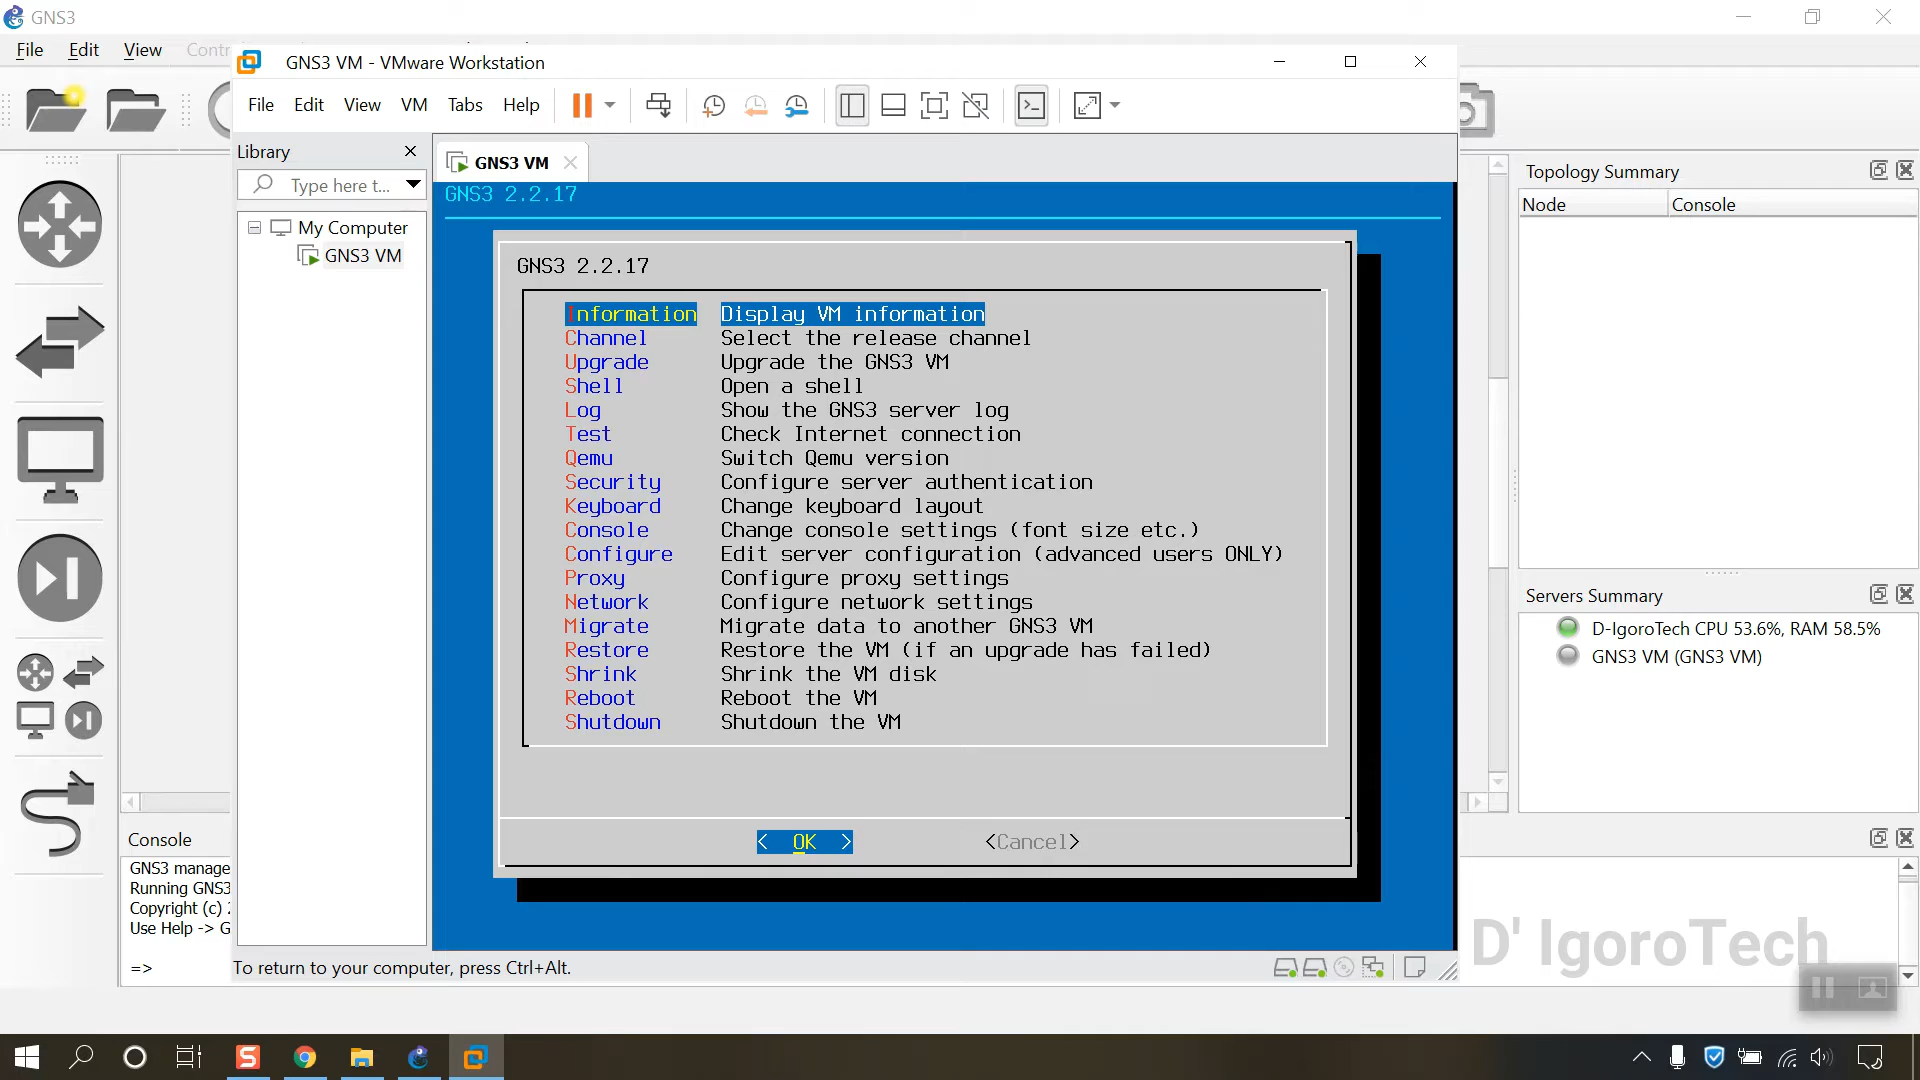 GNS3
File Edit View Contr
GNS3 VM - VMware Workstation
File Edit View VM Tabs Help
Library
Type here t...
My Computer
GNS3 VM
GNS3 VM
GNS3 2.2.17
GNS3 2.2.17
Information Display VM information
Channel Select the release channel
Upgrade Upgrade the GNS3 VM
Shell Open a shell
Log Show the GNS3 server log
Test Check Internet connection
Qemu Switch Qemu version
Security Configure server authentication
Keyboard Change keyboard layout
Console Change console settings (font size etc.)
Configure Edit server configuration (advanced users ONLY)
Proxy Configure proxy settings
Network Configure network settings
Migrate Migrate data to another GNS3 VM
Restore Restore the VM (if an upgrade has failed)
Shrink Shrink the VM disk
Reboot Reboot the VM
Shutdown Shutdown the VM
< OK > <Cancel>
To return to your computer, press Ctrl+Alt.
Topology Summary
Node Console
Servers Summary
D-IgoroTech CPU 53.6%, RAM 58.5%
GNS3 VM (GNS3 VM)
Console
GNS3 manage
Running GNS3
Copyright (c)
Use Help -> G
=>
D' IgoroTech